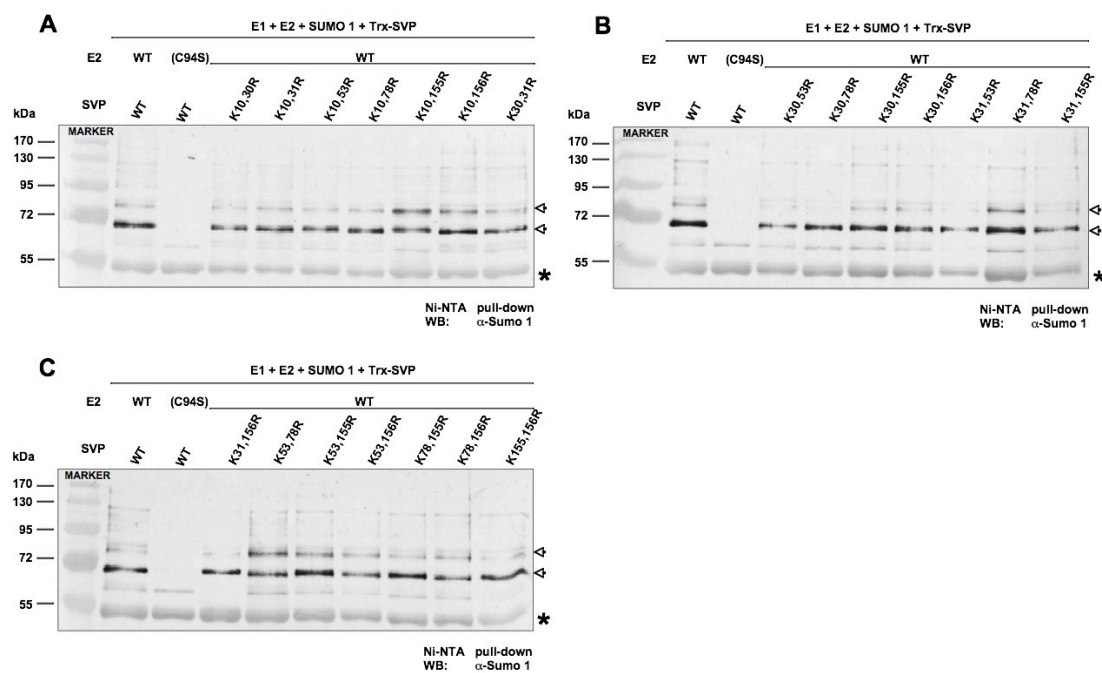 A
E1 + E2 + SUMO 1 + Trx-SVP
E2 WT (C94S) WT
SVP WT WT K10,30R K10,31R K10,53R K10,78R K10,155R K10,156R K30,31R
kDa
MARKER
170
130
95
72
55
*
Ni-NTA pull-down
WB: α-Sumo 1
B
E1 + E2 + SUMO 1 + Trx-SVP
E2 WT (C94S) WT
SVP WT WT K30,53R K30,78R K30,155R K30,156R K31,53R K31,78R K31,155R
kDa
MARKER
170
130
95
72
55
*
Ni-NTA pull-down
WB: α-Sumo 1
C
E1 + E2 + SUMO 1 + Trx-SVP
E2 WT (C94S) WT
SVP WT WT K31,156R K53,78R K53,155R K53,156R K78,155R K78,156R K155,156R
kDa
MARKER
170
130
95
72
55
*
Ni-NTA pull-down
WB: α-Sumo 1